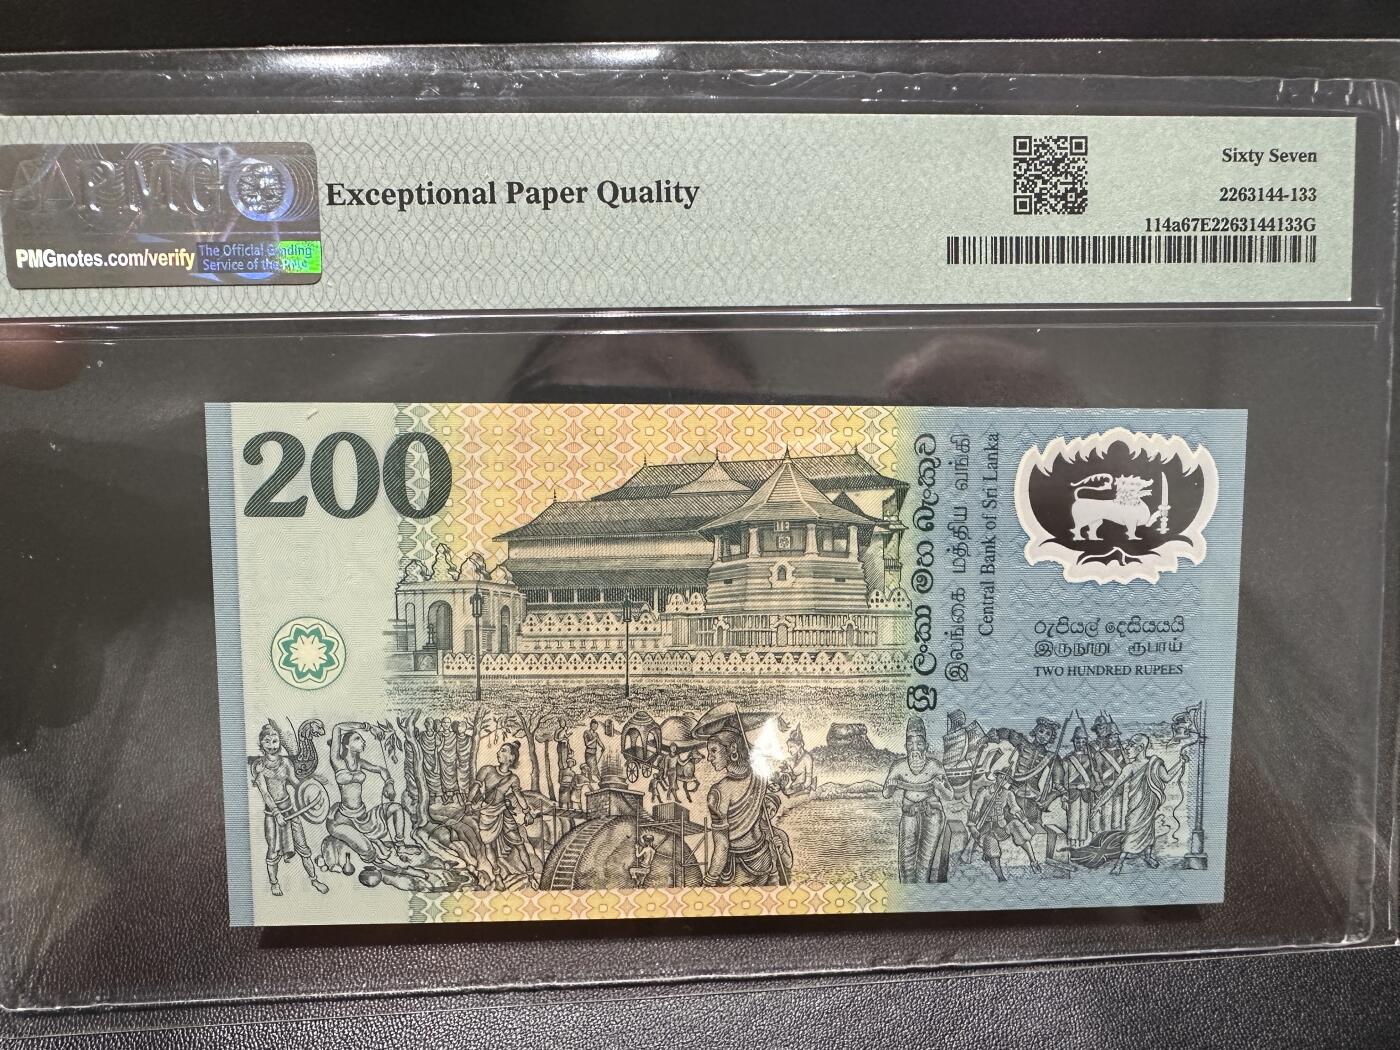 PMG
PMGnotes.com/verify
The Official Grading
Service of the PNG
Exceptional Paper Quality
Sixty Seven
2263144-133
114a67E2263144133G
200
ශ්‍රී ලංකා මහ බැංකුව
இலங்கை மத்திய வங்கி
Central Bank of Sri Lanka
රුපියල් දෙසියයයි
இருநூறு ரூபாய்
TWO HUNDRED RUPEES